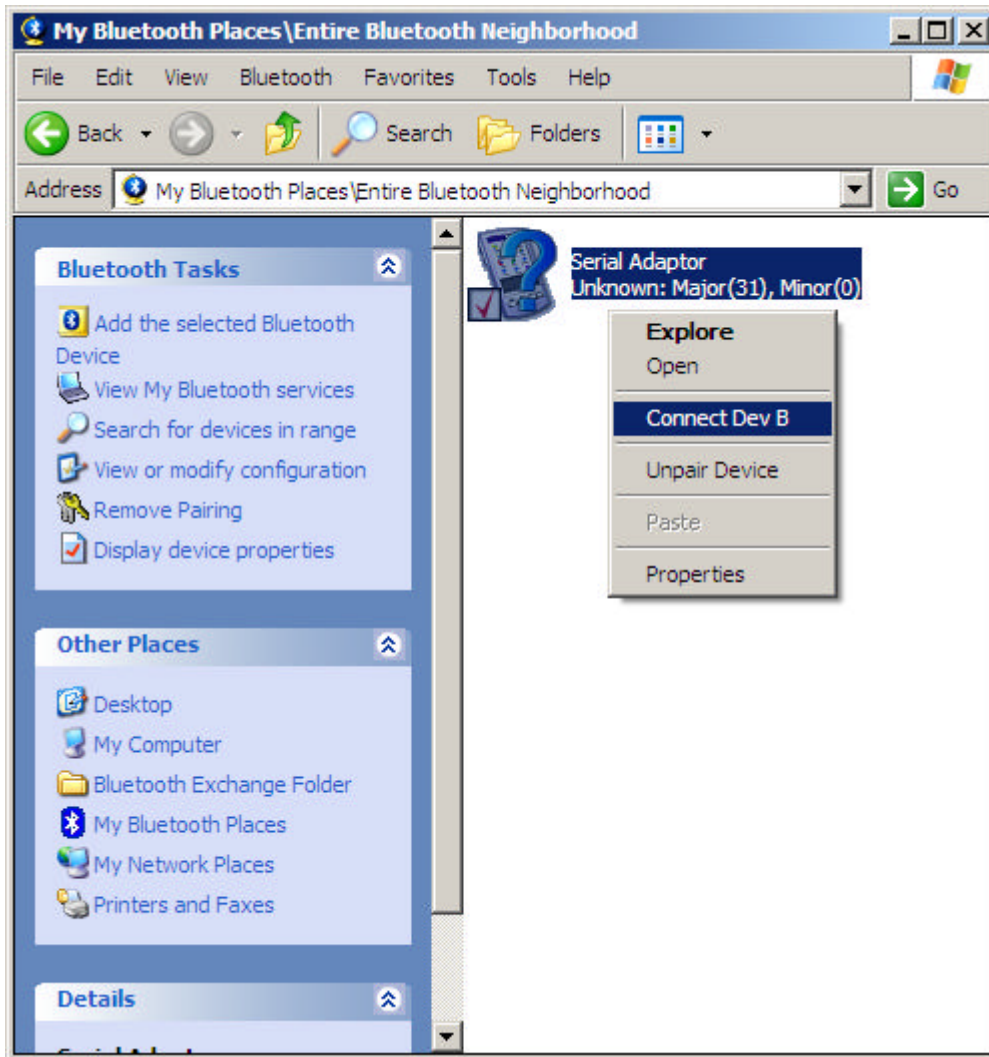 My Bluetooth Places\Entire Bluetooth Neighborhood
File Edit View Bluetooth Favorites Tools Help
Back Search Folders
Address My Bluetooth Places\Entire Bluetooth Neighborhood Go
Bluetooth Tasks
Add the selected Bluetooth
Device
View My Bluetooth services
Search for devices in range
View or modify configuration
Remove Pairing
Display device properties
Other Places
Desktop
My Computer
Bluetooth Exchange Folder
My Bluetooth Places
My Network Places
Printers and Faxes
Details
Serial Adaptor
Unknown: Major(31), Minor(0)
Explore
Open
Connect Dev B
Unpair Device
Paste
Properties